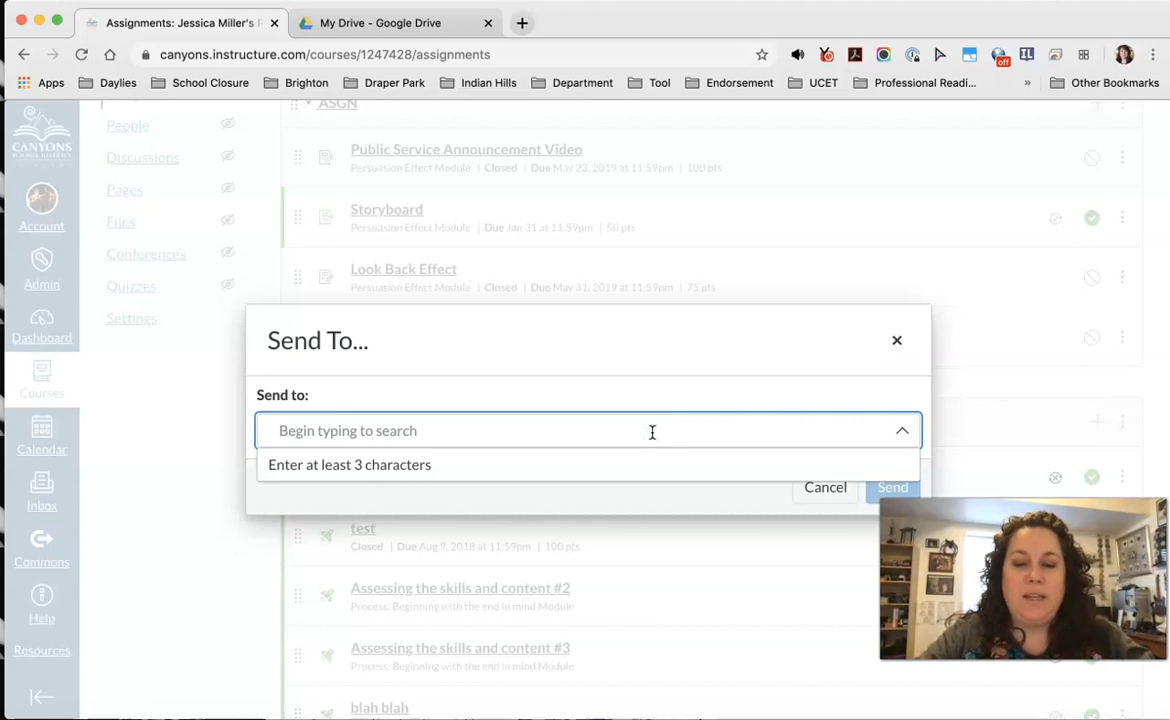 Assignments: Jessica Miller's
My Drive - Google Drive
canyons.instructure.com/courses/1247428/assignments
off
Apps
Daylies
School Closure
Brighton
Draper Park
Indian Hills
Department
Tool
Endorsement
UCET
Professional Readi...
»
Other Bookmarks
CANYONS
Account
Admin
Dashboard
Courses
Calendar
Inbox
Commons
Help
Resources
People
Discussions
Pages
Files
Conferences
Quizzes
Settings
ASGN
Public Service Announcement Video
Persuasion Effect Module | Closed | Due May 23, 2019 at 11:59pm | 100 pts
Storyboard
Persuasion Effect Module | Due Jan 31 at 11:59pm | 50 pts
Look Back Effect
Persuasion Effect Module | Closed | Due May 31, 2019 at 11:59pm | 75 pts
Send To...
Send to:
Begin typing to search
Enter at least 3 characters
Cancel
Send
test
Closed | Due Aug 9, 2018 at 11:59pm | 100 pts
Assessing the skills and content #2
Process: Beginning with the end in mind Module
Assessing the skills and content #3
Process: Beginning with the end in mind Module
blah blah